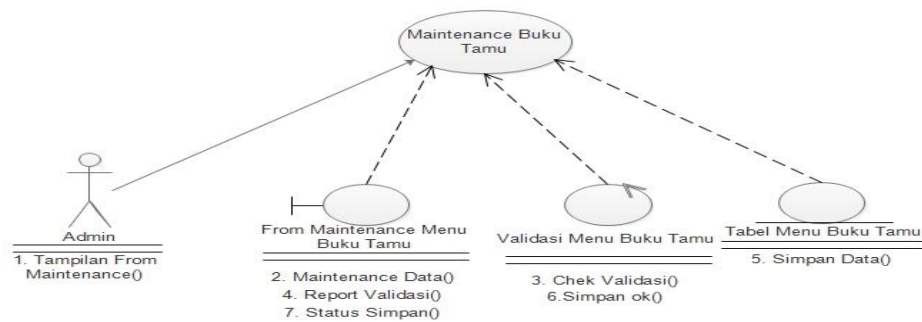 Maintenance Buku
Tamu
Admin
1. Tampilan From
Maintenance()
From Maintenance Menu
Buku Tamu
2. Maintenance Data()
4. Report Validasi()
7. Status Simpan()
Validasi Menu Buku Tamu
3. Chek Validasi()
6.Simpan ok()
Tabel Menu Buku Tamu
5. Simpan Data()